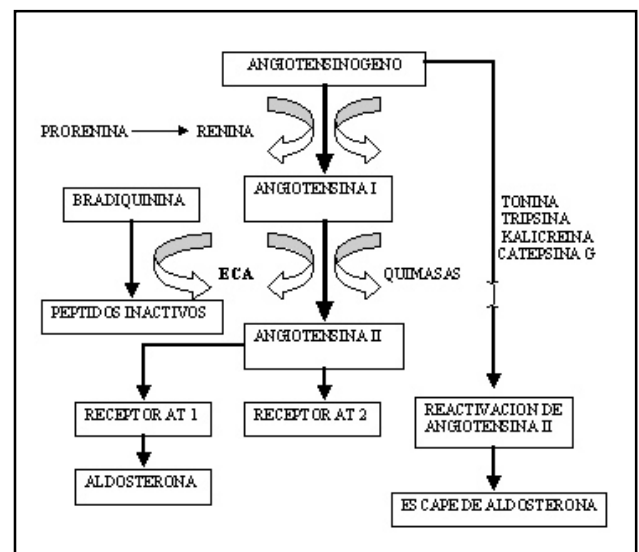 ANGIOTENSINOGENO
PRORENINA RENINA
ANGIOTENSINA I
BRADIQUININA
TONINA
TRIPSINA
KALICREINA
CATEPSINA G
ECA
QUIMASAS
PEPTIDOS INACTIVOS
ANGIOTENSINA II
RECEPTOR AT 1
RECEPTOR AT 2
REACTIVACION DE
ANGIOTENSINA II
ALDOSTERONA
ESCAPE DE ALDOSTERONA